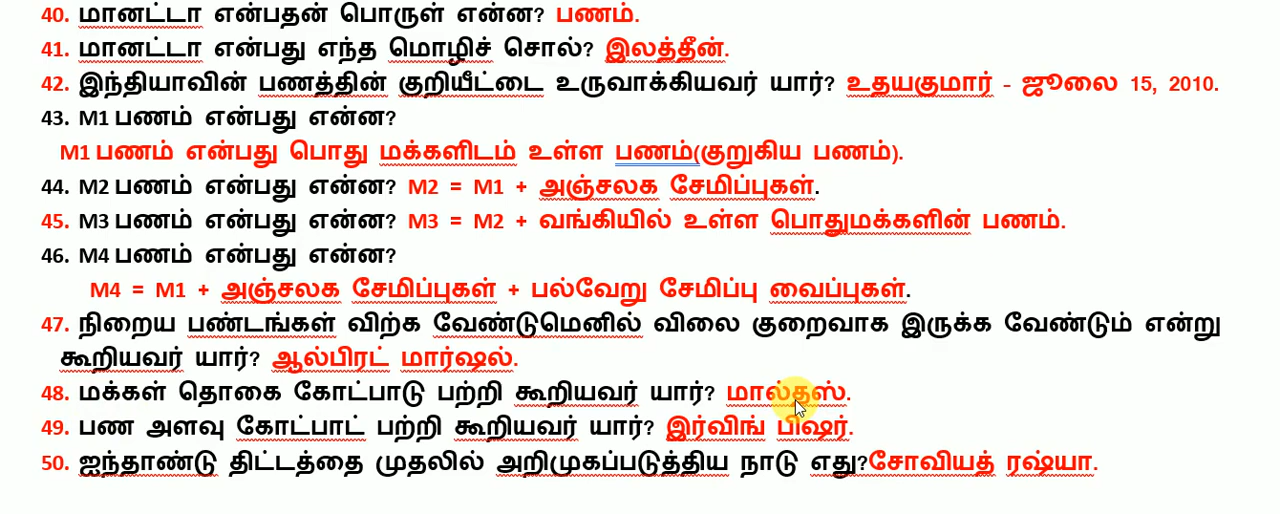 40. மானட்டா என்பதன் பொருள் என்ன? பணம்.
41. மானட்டா என்பது எந்த மொழிச் சொல்? இலத்தீன்.
42. இந்தியாவின் பணத்தின் குறியீட்டை உருவாக்கியவர் யார்? உதயகுமார் - ஜூலை 15, 2010.
43. M1 பணம் என்பது என்ன?
M1 பணம் என்பது பொது மக்களிடம் உள்ள பணம்(குறுகிய பணம்).
44. M2 பணம் என்பது என்ன? M2 = M1 + அஞ்சலக சேமிப்புகள்.
45. M3 பணம் என்பது என்ன? M3 = M2 + வங்கியில் உள்ள பொதுமக்களின் பணம்.
46. M4 பணம் என்பது என்ன?
M4 = M1 + அஞ்சலக சேமிப்புகள் + பல்வேறு சேமிப்பு வைப்புகள்.
47. நிறைய பண்டங்கள் விற்க வேண்டுமெனில் விலை குறைவாக இருக்க வேண்டும் என்று
கூறியவர் யார்? ஆல்பிரட் மார்ஷல்.
48. மக்கள் தொகை கோட்பாடு பற்றி கூறியவர் யார்? மால்தஸ்.
49. பண அளவு கோட்பாட் பற்றி கூறியவர் யார்? இர்விங் பிஷர்.
50. ஐந்தாண்டு திட்டத்தை முதலில் அறிமுகப்படுத்திய நாடு எது?சோவியத் ரஷ்யா.